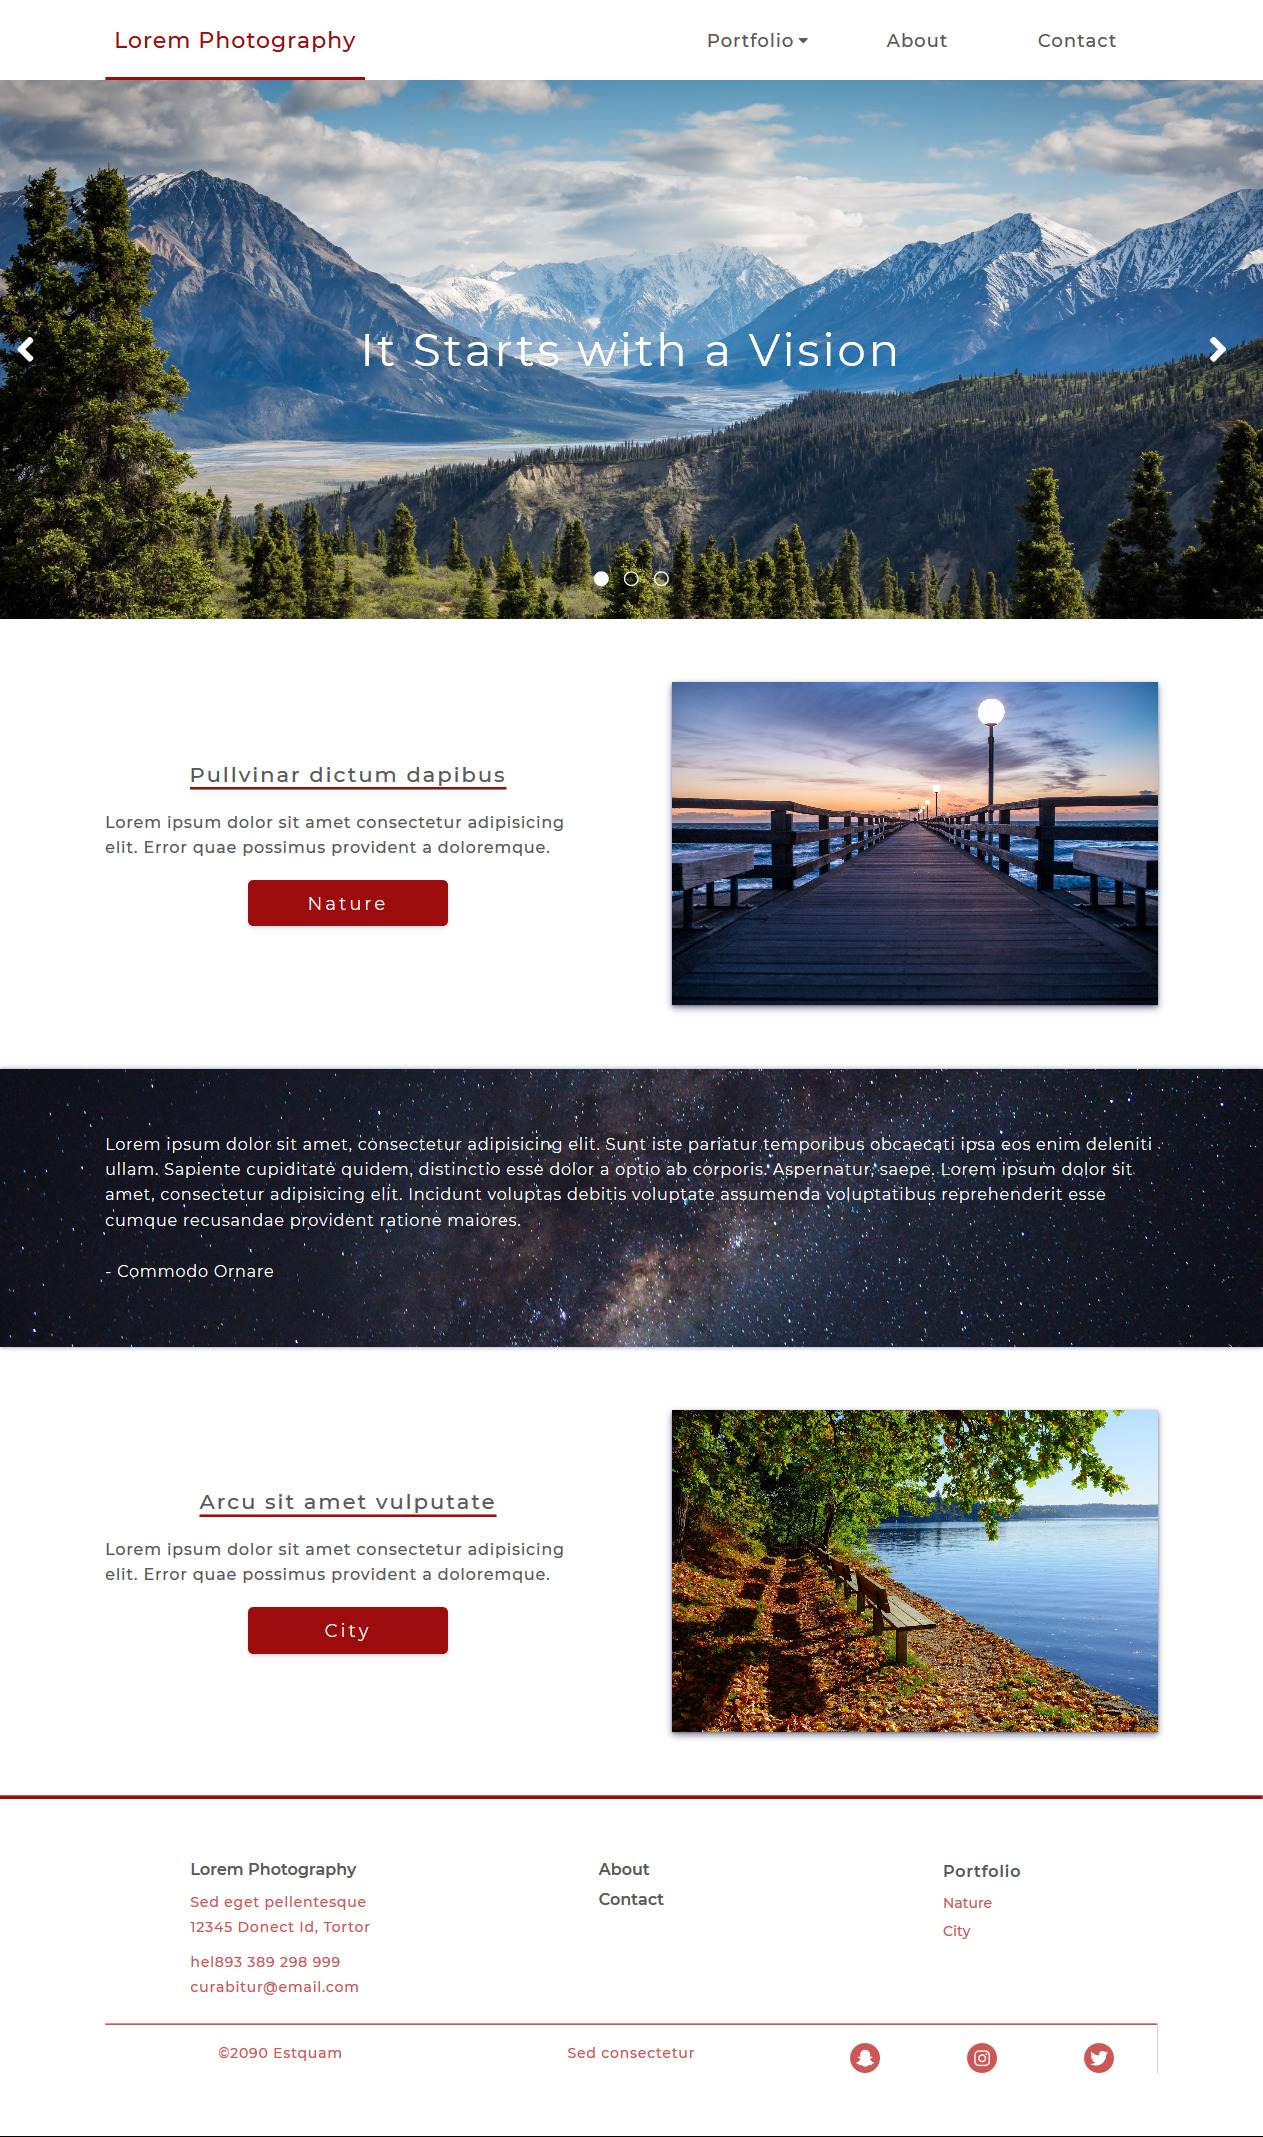 Lorem Photography
Portfolio
About
Contact
It Starts with a Vision
Pullvinar dictum dapibus
Lorem ipsum dolor sit amet consectetur adipisicing
elit. Error quae possimus provident a doloremque.
Nature
Lorem ipsum dolor sit amet, consectetur adipisicing elit. Sunt iste pariatur temporibus obcaecati ipsa eos enim deleniti
ullam. Sapiente cupiditate quidem, distinctio esse dolor a optio ab corporis. Aspernatur, saepe. Lorem ipsum dolor sit
amet, consectetur adipisicing elit. Incidunt voluptas debitis voluptate assumenda voluptatibus reprehenderit esse
cumque recusandae provident ratione maiores.
- Commodo Ornare
Arcu sit amet vulputate
Lorem ipsum dolor sit amet consectetur adipisicing
elit. Error quae possimus provident a doloremque.
City
Lorem Photography
Sed eget pellentesque
12345 Donect Id, Tortor
hel893 389 298 999
curabitur@email.com
About
Contact
Portfolio
Nature
City
©2090 Estquam
Sed consectetur